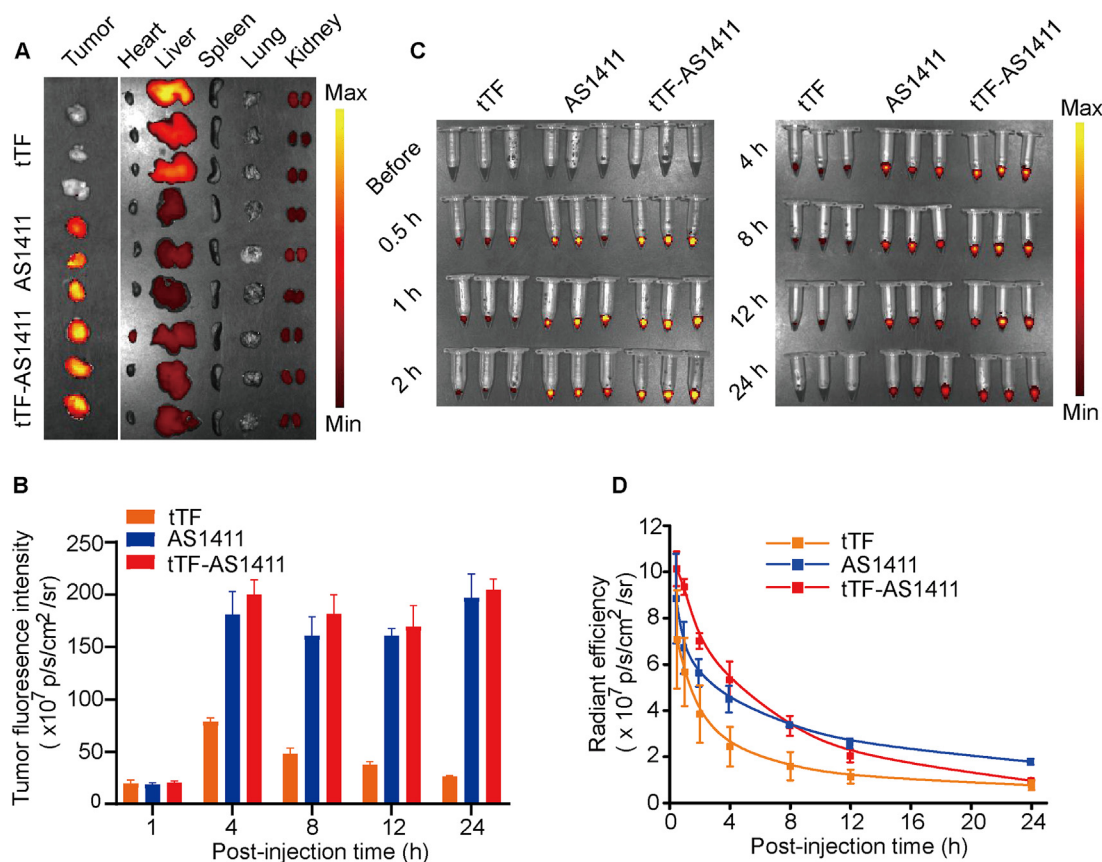 A
Tumor
Heart
Liver
Spleen
Lung
Kidney
tTF
AS1411
tTF-AS1411
Max
Min
C
tTF
AS1411
tTF-AS1411
Before
0.5 h
1 h
2 h
tTF
AS1411
tTF-AS1411
4 h
8 h
12 h
24 h
Max
Min
B
tTF
AS1411
tTF-AS1411
Tumor fluoresence intensity
( x10⁷ p/s/cm² /sr)
250
200
150
100
50
0
1
4
8
12
24
Post-injection time (h)
D
tTF
AS1411
tTF-AS1411
Radiant efficiency
( x 10⁷ p/s/cm² /sr)
12
10
8
6
4
2
0
0
4
8
12
16
20
24
Post-injection time (h)